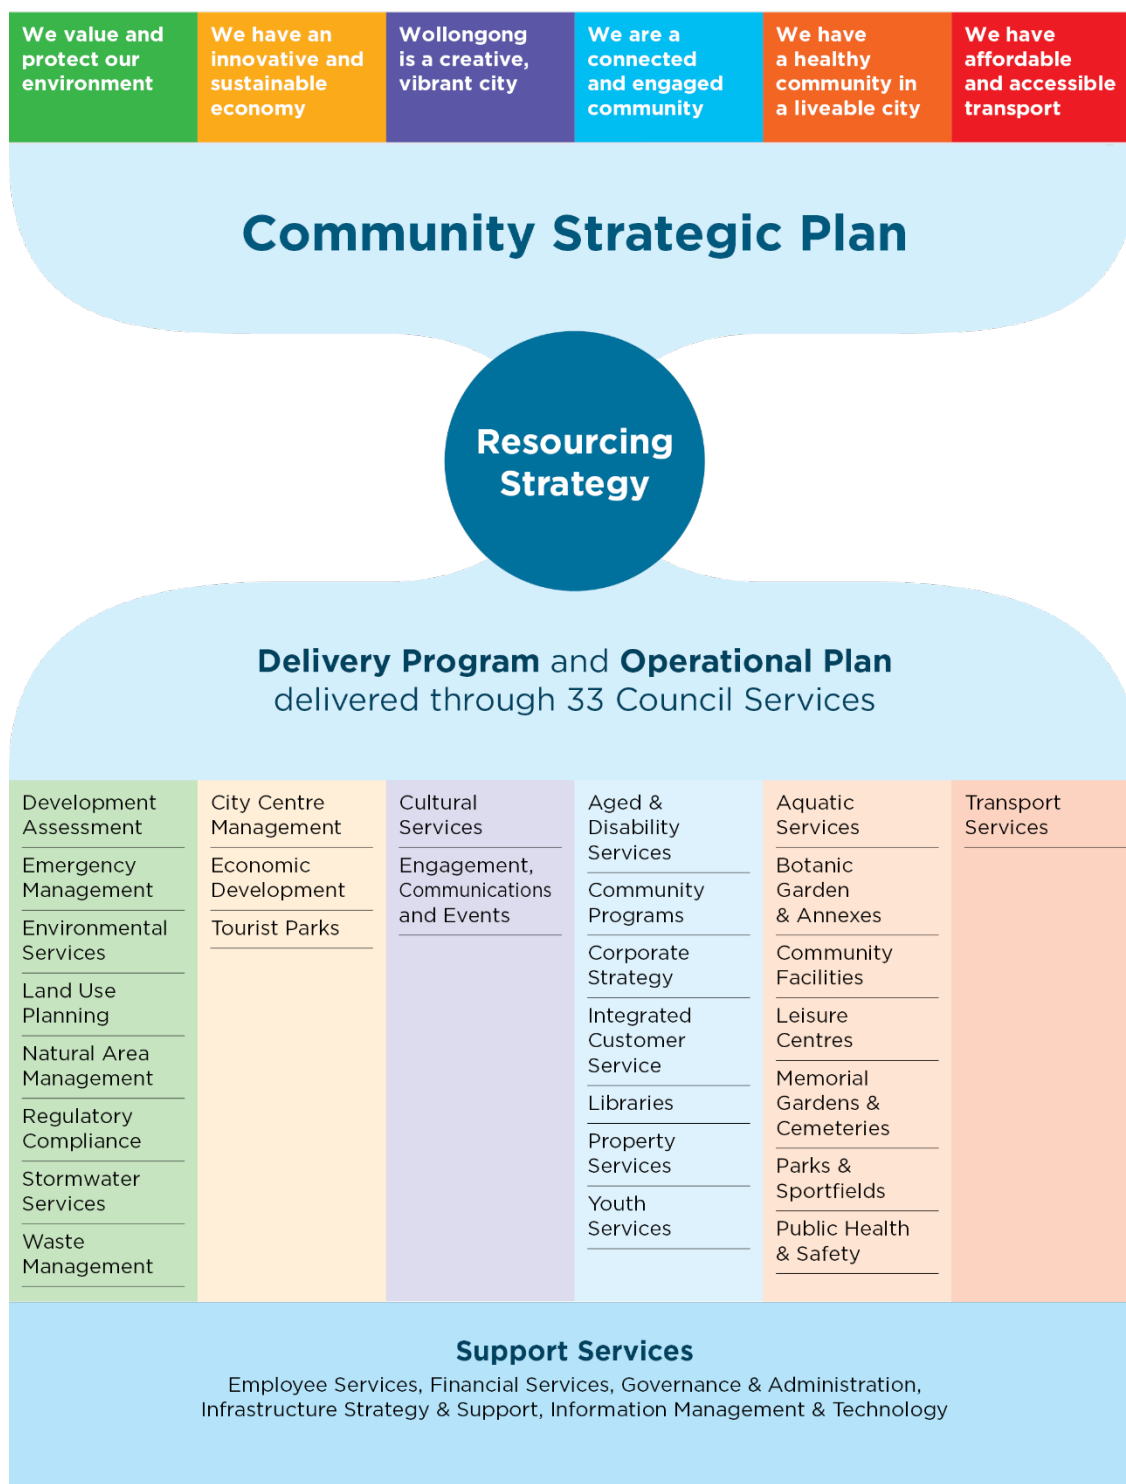 We value and
protect our
environment
We have an
innovative and
sustainable
economy
Wollongong
is a creative,
vibrant city
We are a
connected
and engaged
community
We have
a healthy
community in
a liveable city
We have
affordable
and accessible
transport
Community Strategic Plan
Resourcing
Strategy
Delivery Program and Operational Plan
delivered through 33 Council Services
Development
Assessment
Emergency
Management
Environmental
Services
Land Use
Planning
Natural Area
Management
Regulatory
Compliance
Stormwater
Services
Waste
Management
City Centre
Management
Economic
Development
Tourist Parks
Cultural
Services
Engagement,
Communications
and Events
Aged &
Disability
Services
Community
Programs
Corporate
Strategy
Integrated
Customer
Service
Libraries
Property
Services
Youth
Services
Aquatic
Services
Botanic
Garden
& Annexes
Community
Facilities
Leisure
Centres
Memorial
Gardens &
Cemeteries
Parks &
Sportfields
Public Health
& Safety
Transport
Services
Support Services
Employee Services, Financial Services, Governance & Administration,
Infrastructure Strategy & Support, Information Management & Technology